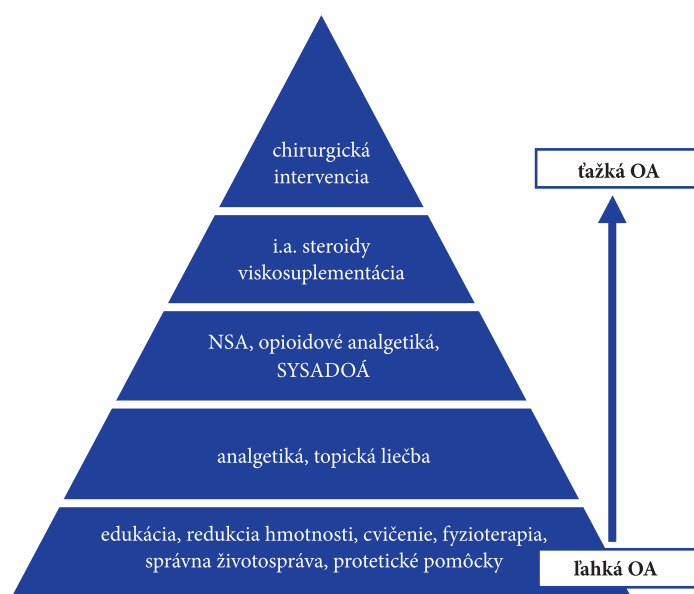 chirurgická
intervencia
ťažká OA
i.a. steroidy
viskosuplementácia
NSA, opioidové analgetiká,
SYSADOÁ
analgetiká, topická liečba
edukácia, redukcia hmotnosti, cvičenie, fyzioterapia,
správna životospráva, protetické pomôcky
ľahká OA